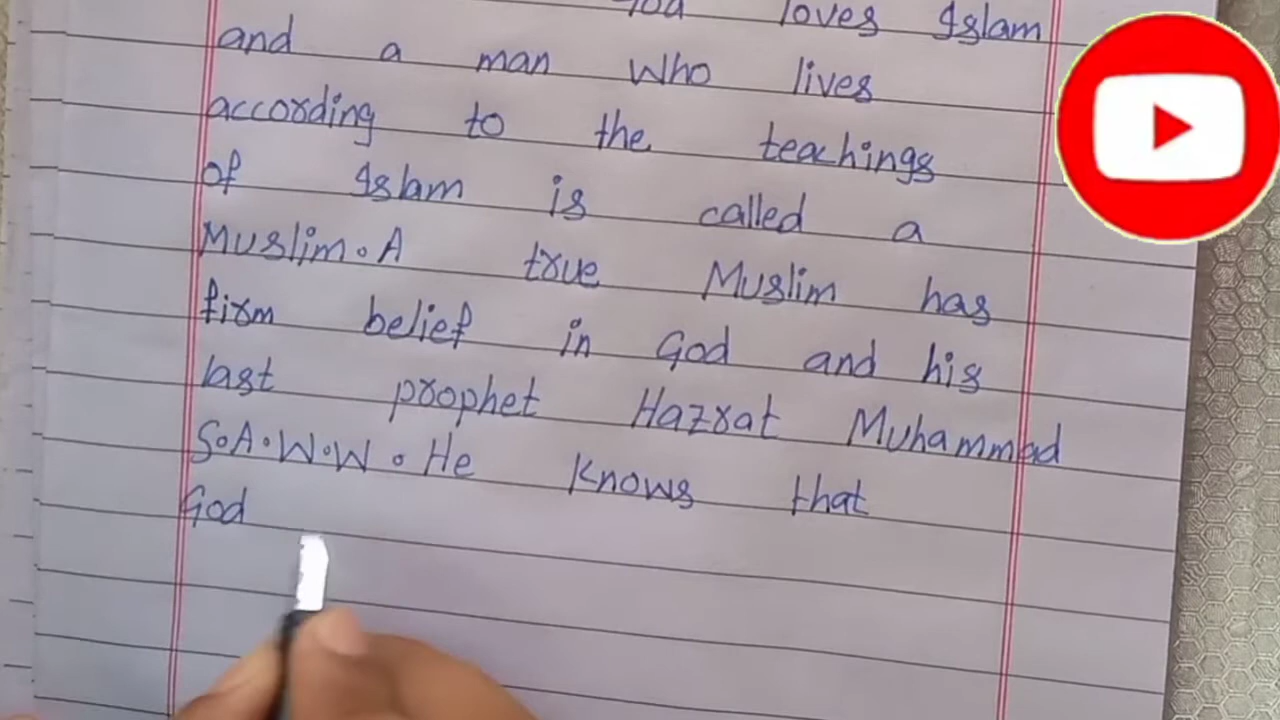 God loves Islam
and a man who lives
according to the teachings
of Islam is called a
Muslim. A true Muslim has
firm belief in God and his
last prophet Hazrat Muhammad
S.A.W.W. He knows that
God